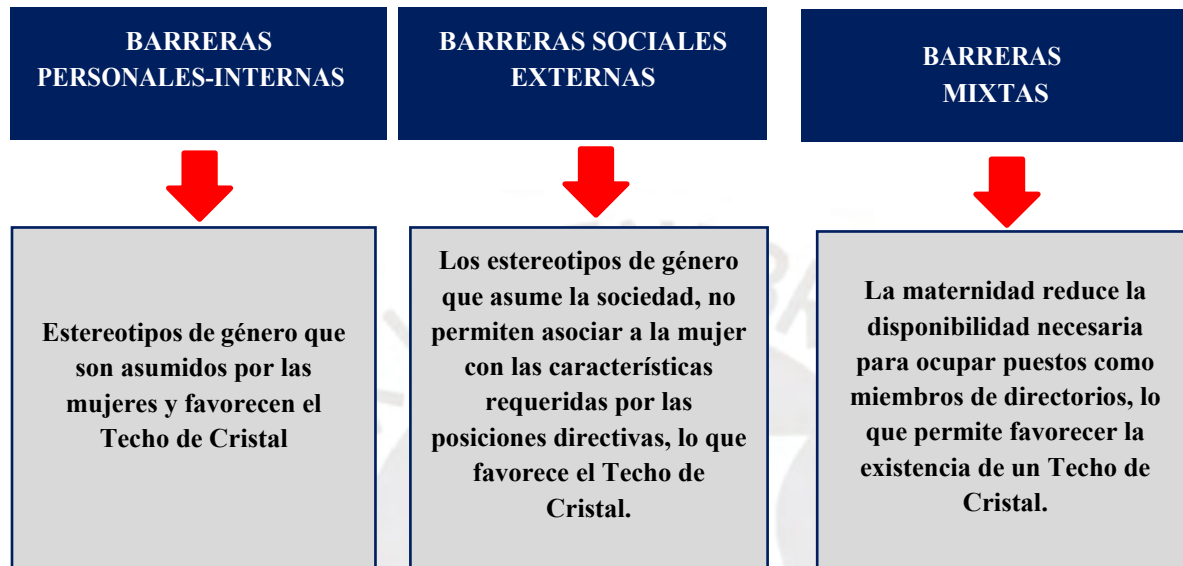 BARRERAS
PERSONALES-INTERNAS
BARRERAS SOCIALES
EXTERNAS
BARRERAS
MIXTAS
Estereotipos de género que
son asumidos por las
mujeres y favorecen el
Techo de Cristal
Los estereotipos de género
que asume la sociedad, no
permiten asociar a la mujer
con las características
requeridas por las
posiciones directivas, lo que
favorece el Techo de
Cristal.
La maternidad reduce la
disponibilidad necesaria
para ocupar puestos como
miembros de directorios, lo
que permite favorecer la
existencia de un Techo de
Cristal.